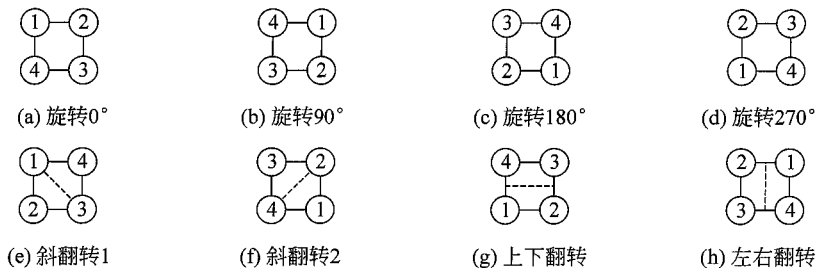 1 2 4 1 3 4 2 3
4 3 3 2 2 1 1 4
(a) 旋转0° (b) 旋转90° (c) 旋转180° (d) 旋转270°
1 4 3 2 4 3 2 1
2 3 4 1 1 2 3 4
(e) 斜翻转1 (f) 斜翻转2 (g) 上下翻转 (h) 左右翻转